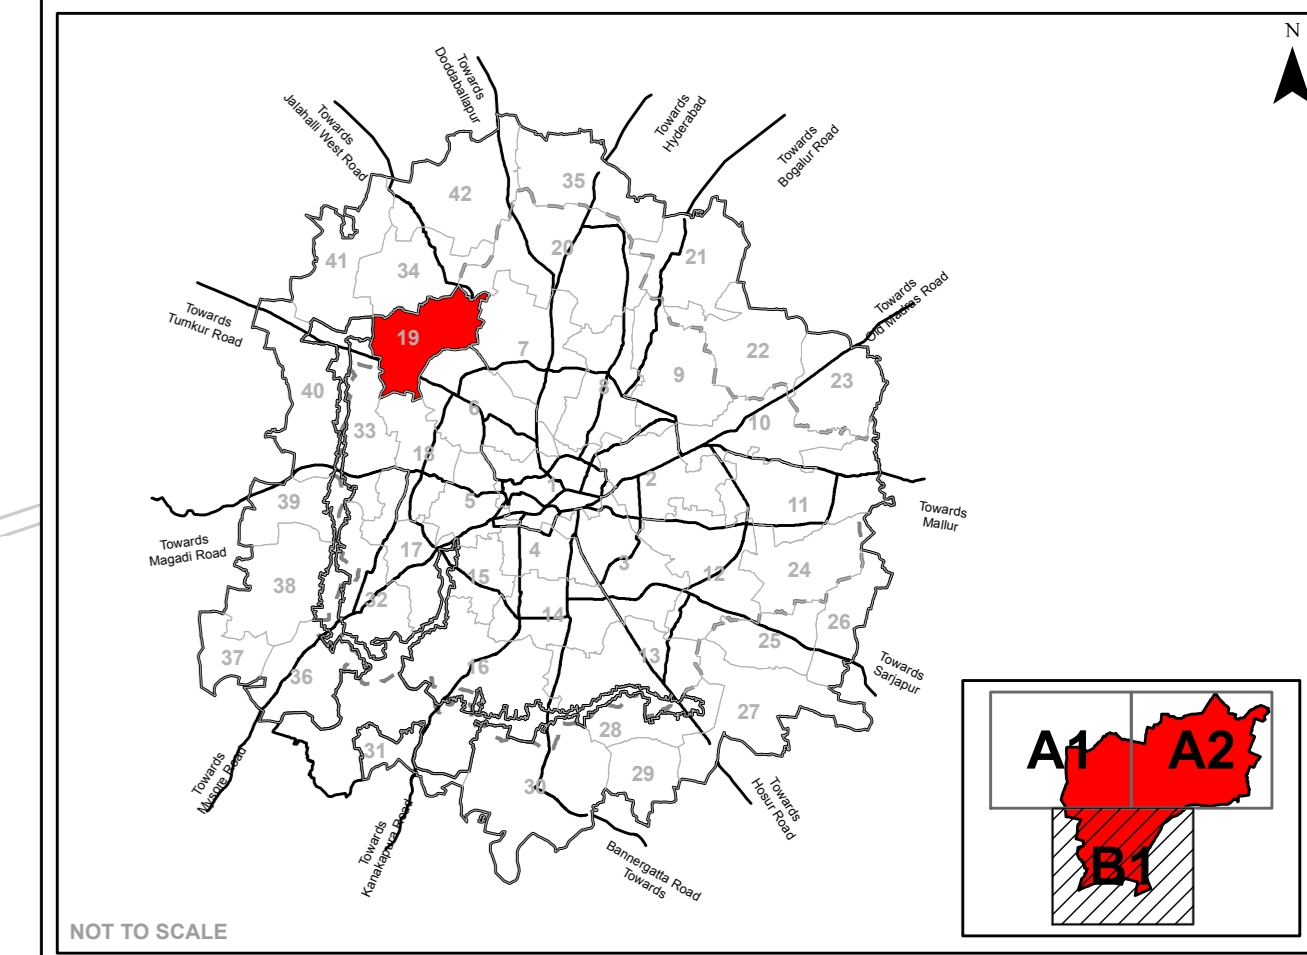 N
Towards
Doddaballapur
Towards
Jalahalli West Road
Towards
Hyderabad
Towards
Bogalur Road
42
35
20
21
41
34
Towards
Old Madras Road
Towards
Tumkur Road
19
7
22
40
9
8
23
6
33
10
18
39
5
1
2
11
Towards
Mallur
Towards
Magadi Road
17
4
3
12
24
38
32
15
14
26
25
37
36
16
13
Towards
Sarjapur
27
28
31
30
29
Towards
Mysore Road
Towards
Kanakapura Road
Towards
Hosur Road
Bannergatta Road
Towards
A1
A2
B1
NOT TO SCALE